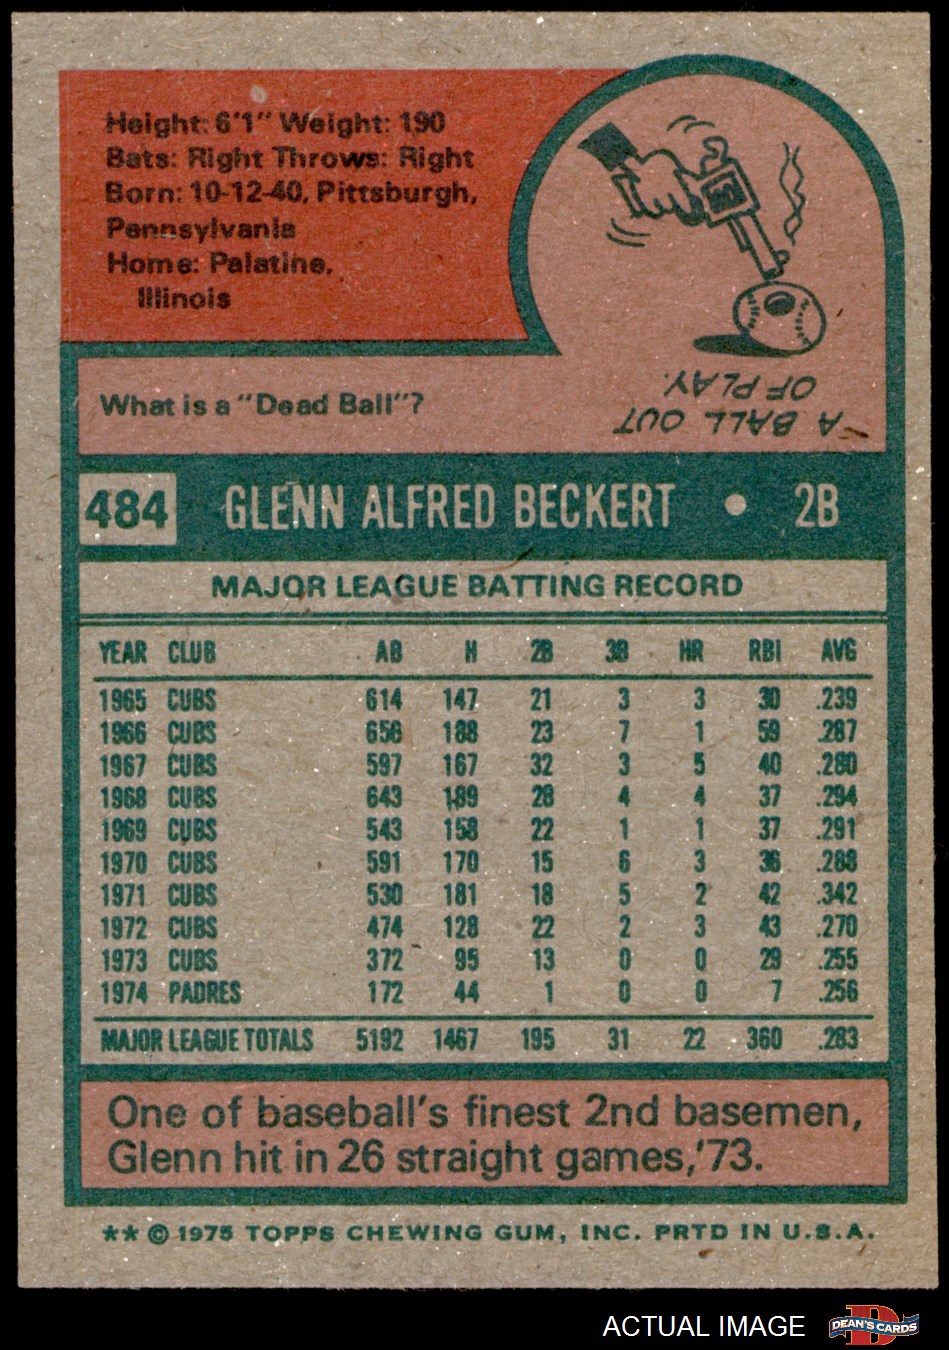 Height: 6'1" Weight: 190
Bats: Right Throws: Right
Born: 10-12-40, Pittsburgh,
Pennsylvania
Home: Palatine,
Illinois
What is a "Dead Ball"?
A BALL OUT
OF PLAY.
484 GLENN ALFRED BECKERT • 2B
MAJOR LEAGUE BATTING RECORD
YEAR CLUB AB H 2B 3B HR RBI AVG
1965 CUBS 614 147 21 3 3 30 .239
1966 CUBS 656 188 23 7 1 59 .287
1967 CUBS 597 167 32 3 5 40 .280
1968 CUBS 643 189 28 4 4 37 .294
1969 CUBS 543 158 22 1 1 37 .291
1970 CUBS 591 170 15 6 3 36 .288
1971 CUBS 530 181 18 5 2 42 .342
1972 CUBS 474 128 22 2 3 43 .270
1973 CUBS 372 95 13 0 0 29 .255
1974 PADRES 172 44 1 0 0 7 .256
MAJOR LEAGUE TOTALS 5192 1467 195 31 22 360 .283
One of baseball's finest 2nd basemen,
Glenn hit in 26 straight games,'73.
** © 1975 TOPPS CHEWING GUM, INC. PRTD IN U.S.A.
ACTUAL IMAGE
DEAN'S CARDS